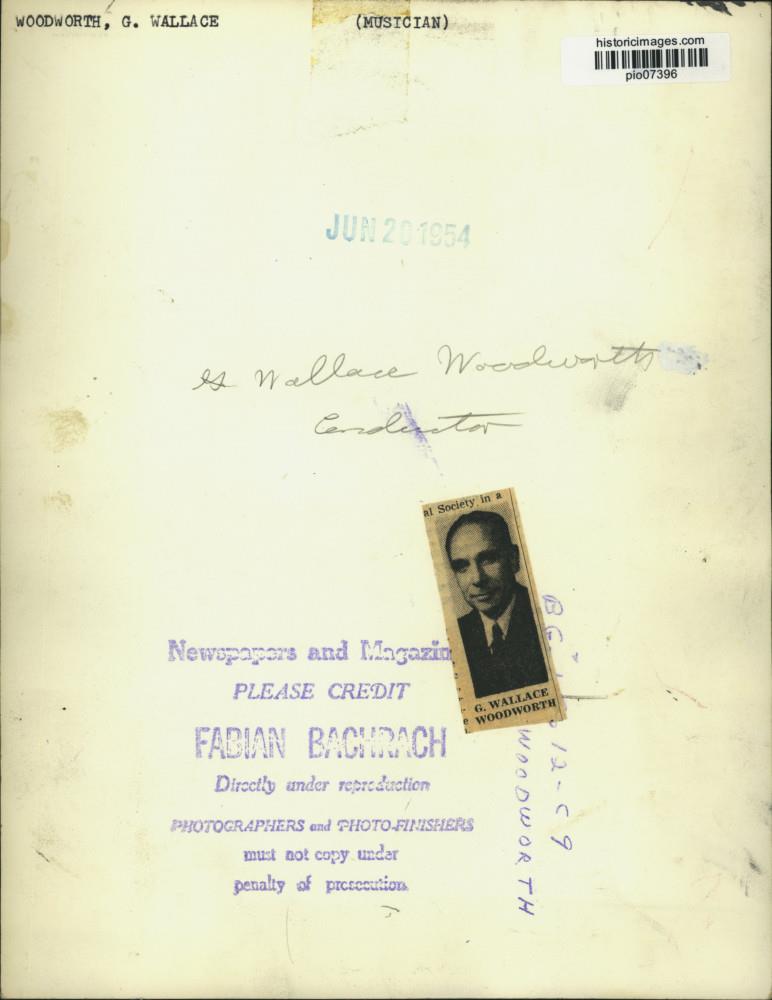 WOODWORTH, G. WALLACE (MUSICIAN)
historicimages.com
pio07396
JUN 20 1954
G Wallace Woodworth
Conductor
al Society in a
G. WALLACE
WOODWORTH
Newspapers and Magazin
PLEASE CREDIT
FABIAN BACHRACH
Directly under reproduction
PHOTOGRAPHERS and PHOTO-FINISHERS
must not copy under
penalty of prosecution
WOODWORTH